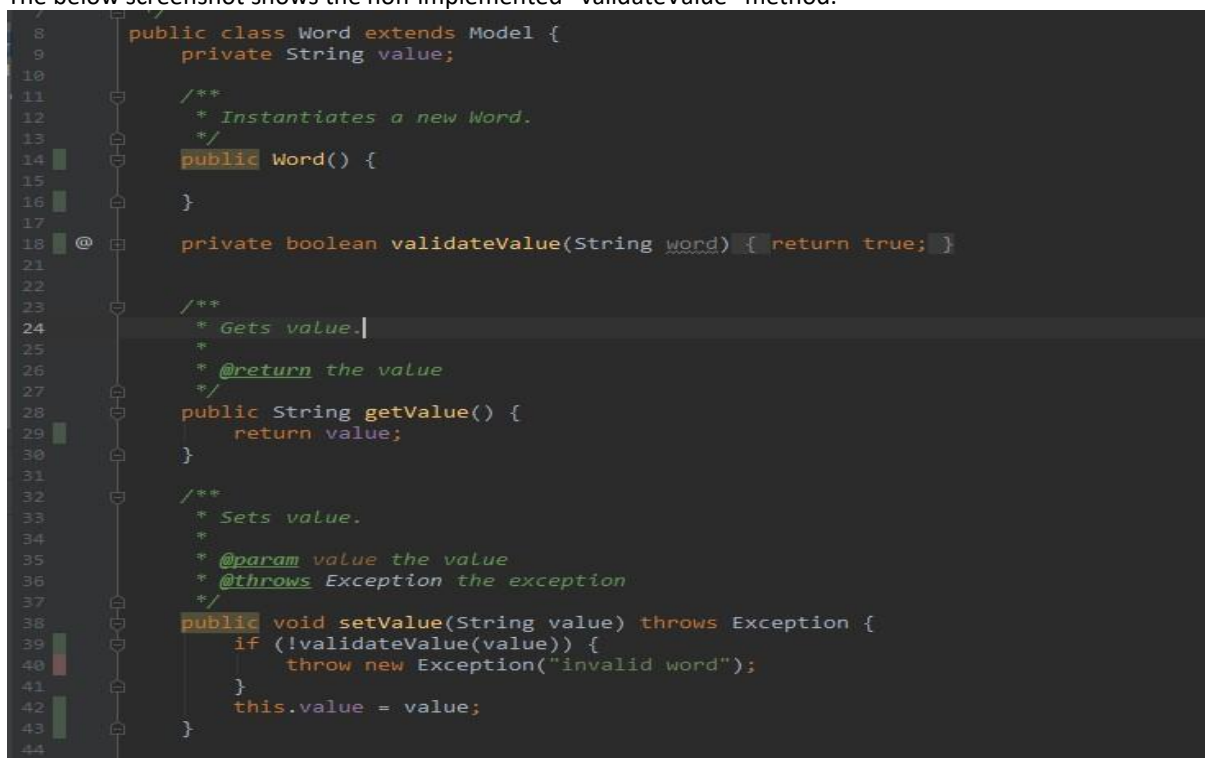 The below screenshot shows the non-implemented "validateValue" method:
7 */
8 public class Word extends Model {
9 private String value;
10
11 /**
12 * Instantiates a new Word.
13 */
14 public Word() {
15
16 }
17
18 @ private boolean validateValue(String word) { return true; }
21
22
23 /**
24 * Gets value.
25 *
26 * @return the value
27 */
28 public String getValue() {
29 return value;
30 }
31
32 /**
33 * Sets value.
34 *
35 * @param value the value
36 * @throws Exception the exception
37 */
38 public void setValue(String value) throws Exception {
39 if (!validateValue(value)) {
40 throw new Exception("invalid word");
41 }
42 this.value = value;
43 }
44